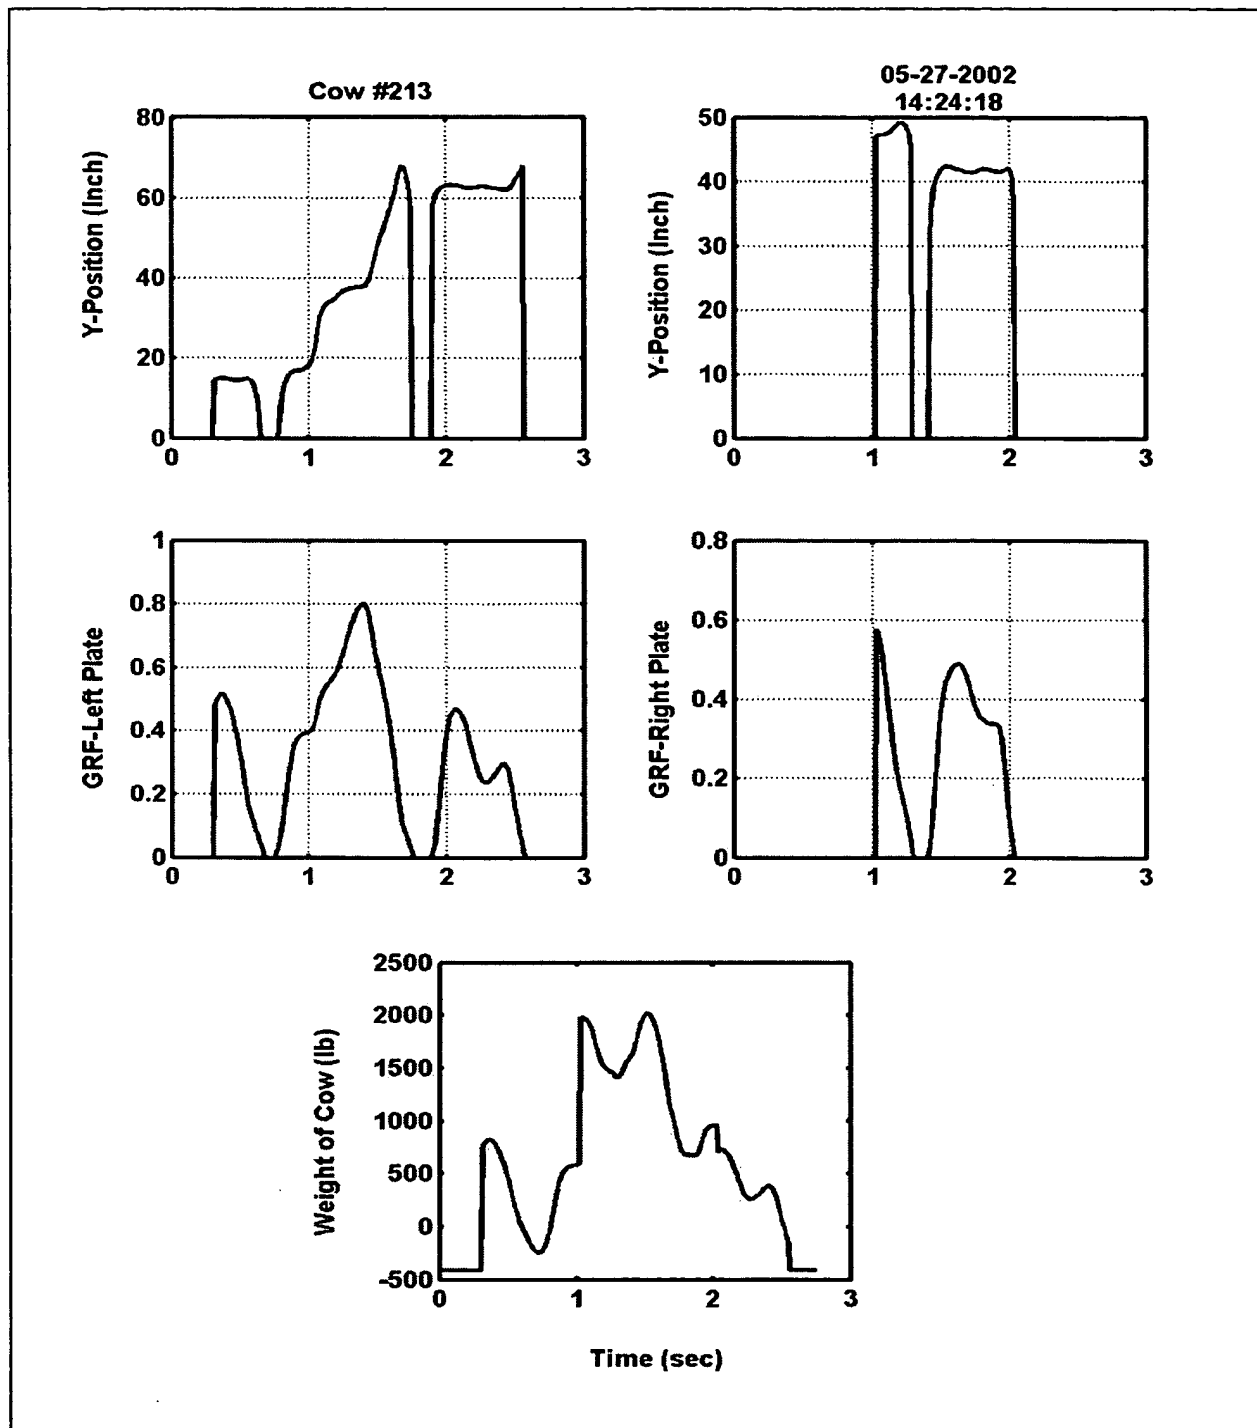 Cow #213
05-27-2002
14:24:18
80
60
40
20
0
0 1 2 3
Y-Position (Inch)
50
40
30
20
10
0
0 1 2 3
Y-Position (Inch)
1
0.8
0.6
0.4
0.2
0
0 1 2 3
GRF-Left Plate
0.8
0.6
0.4
0.2
0
0 1 2 3
GRF-Right Plate
2500
2000
1500
1000
500
0
-500
0 1 2 3
Weight of Cow (lb)
Time (sec)